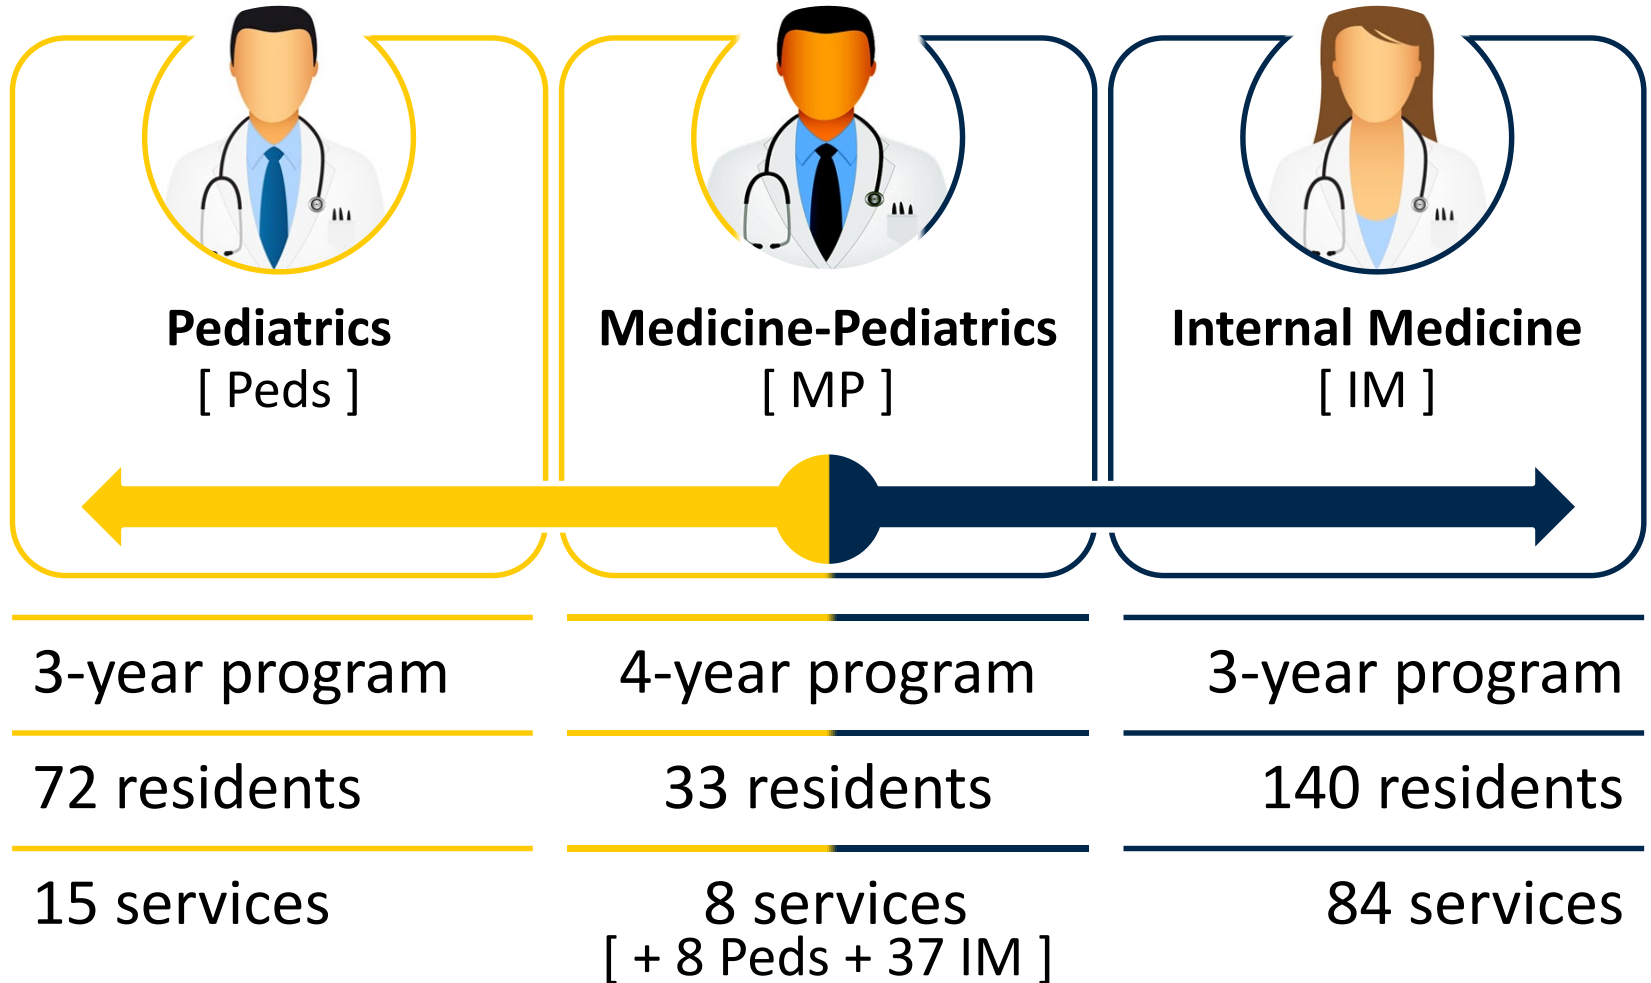 Pediatrics
[ Peds ]
Medicine-Pediatrics
[ MP ]
Internal Medicine
[ IM ]
3-year program
4-year program
3-year program
72 residents
33 residents
140 residents
15 services
8 services
[ + 8 Peds + 37 IM ]
84 services